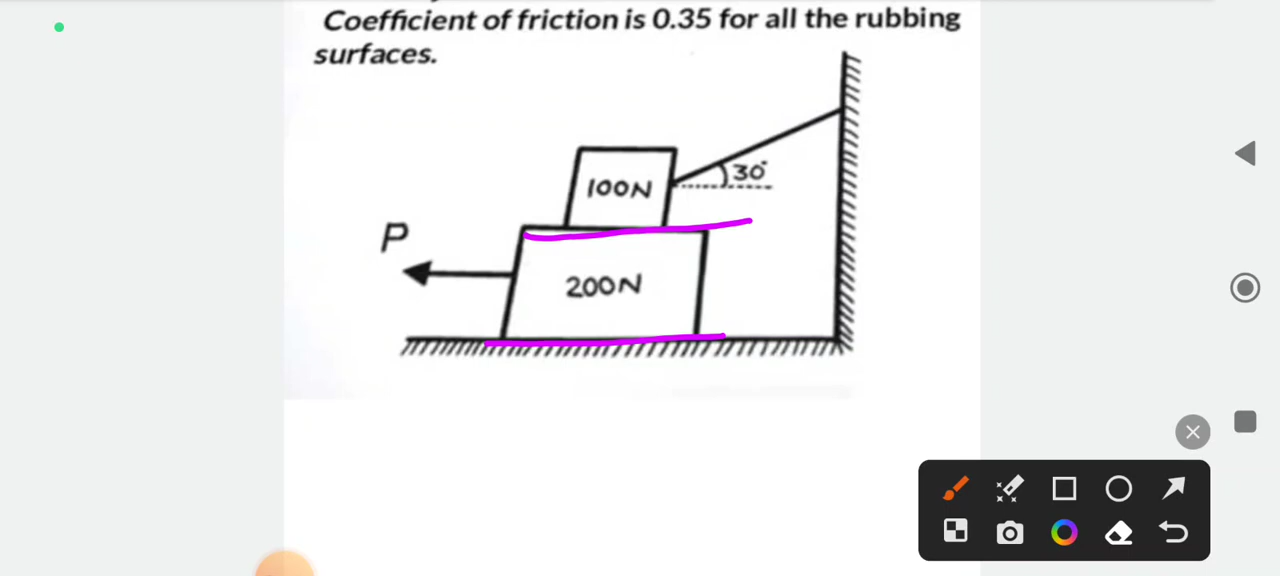 Coefficient of friction is 0.35 for all the rubbing
surfaces.
100N
30°
P
200N